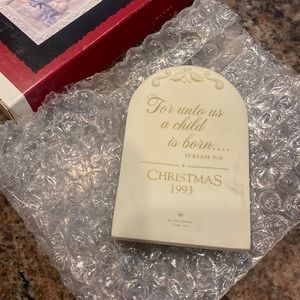 For unto us
a child
is born....
ISAIAH 9:6
CHRISTMAS
1993